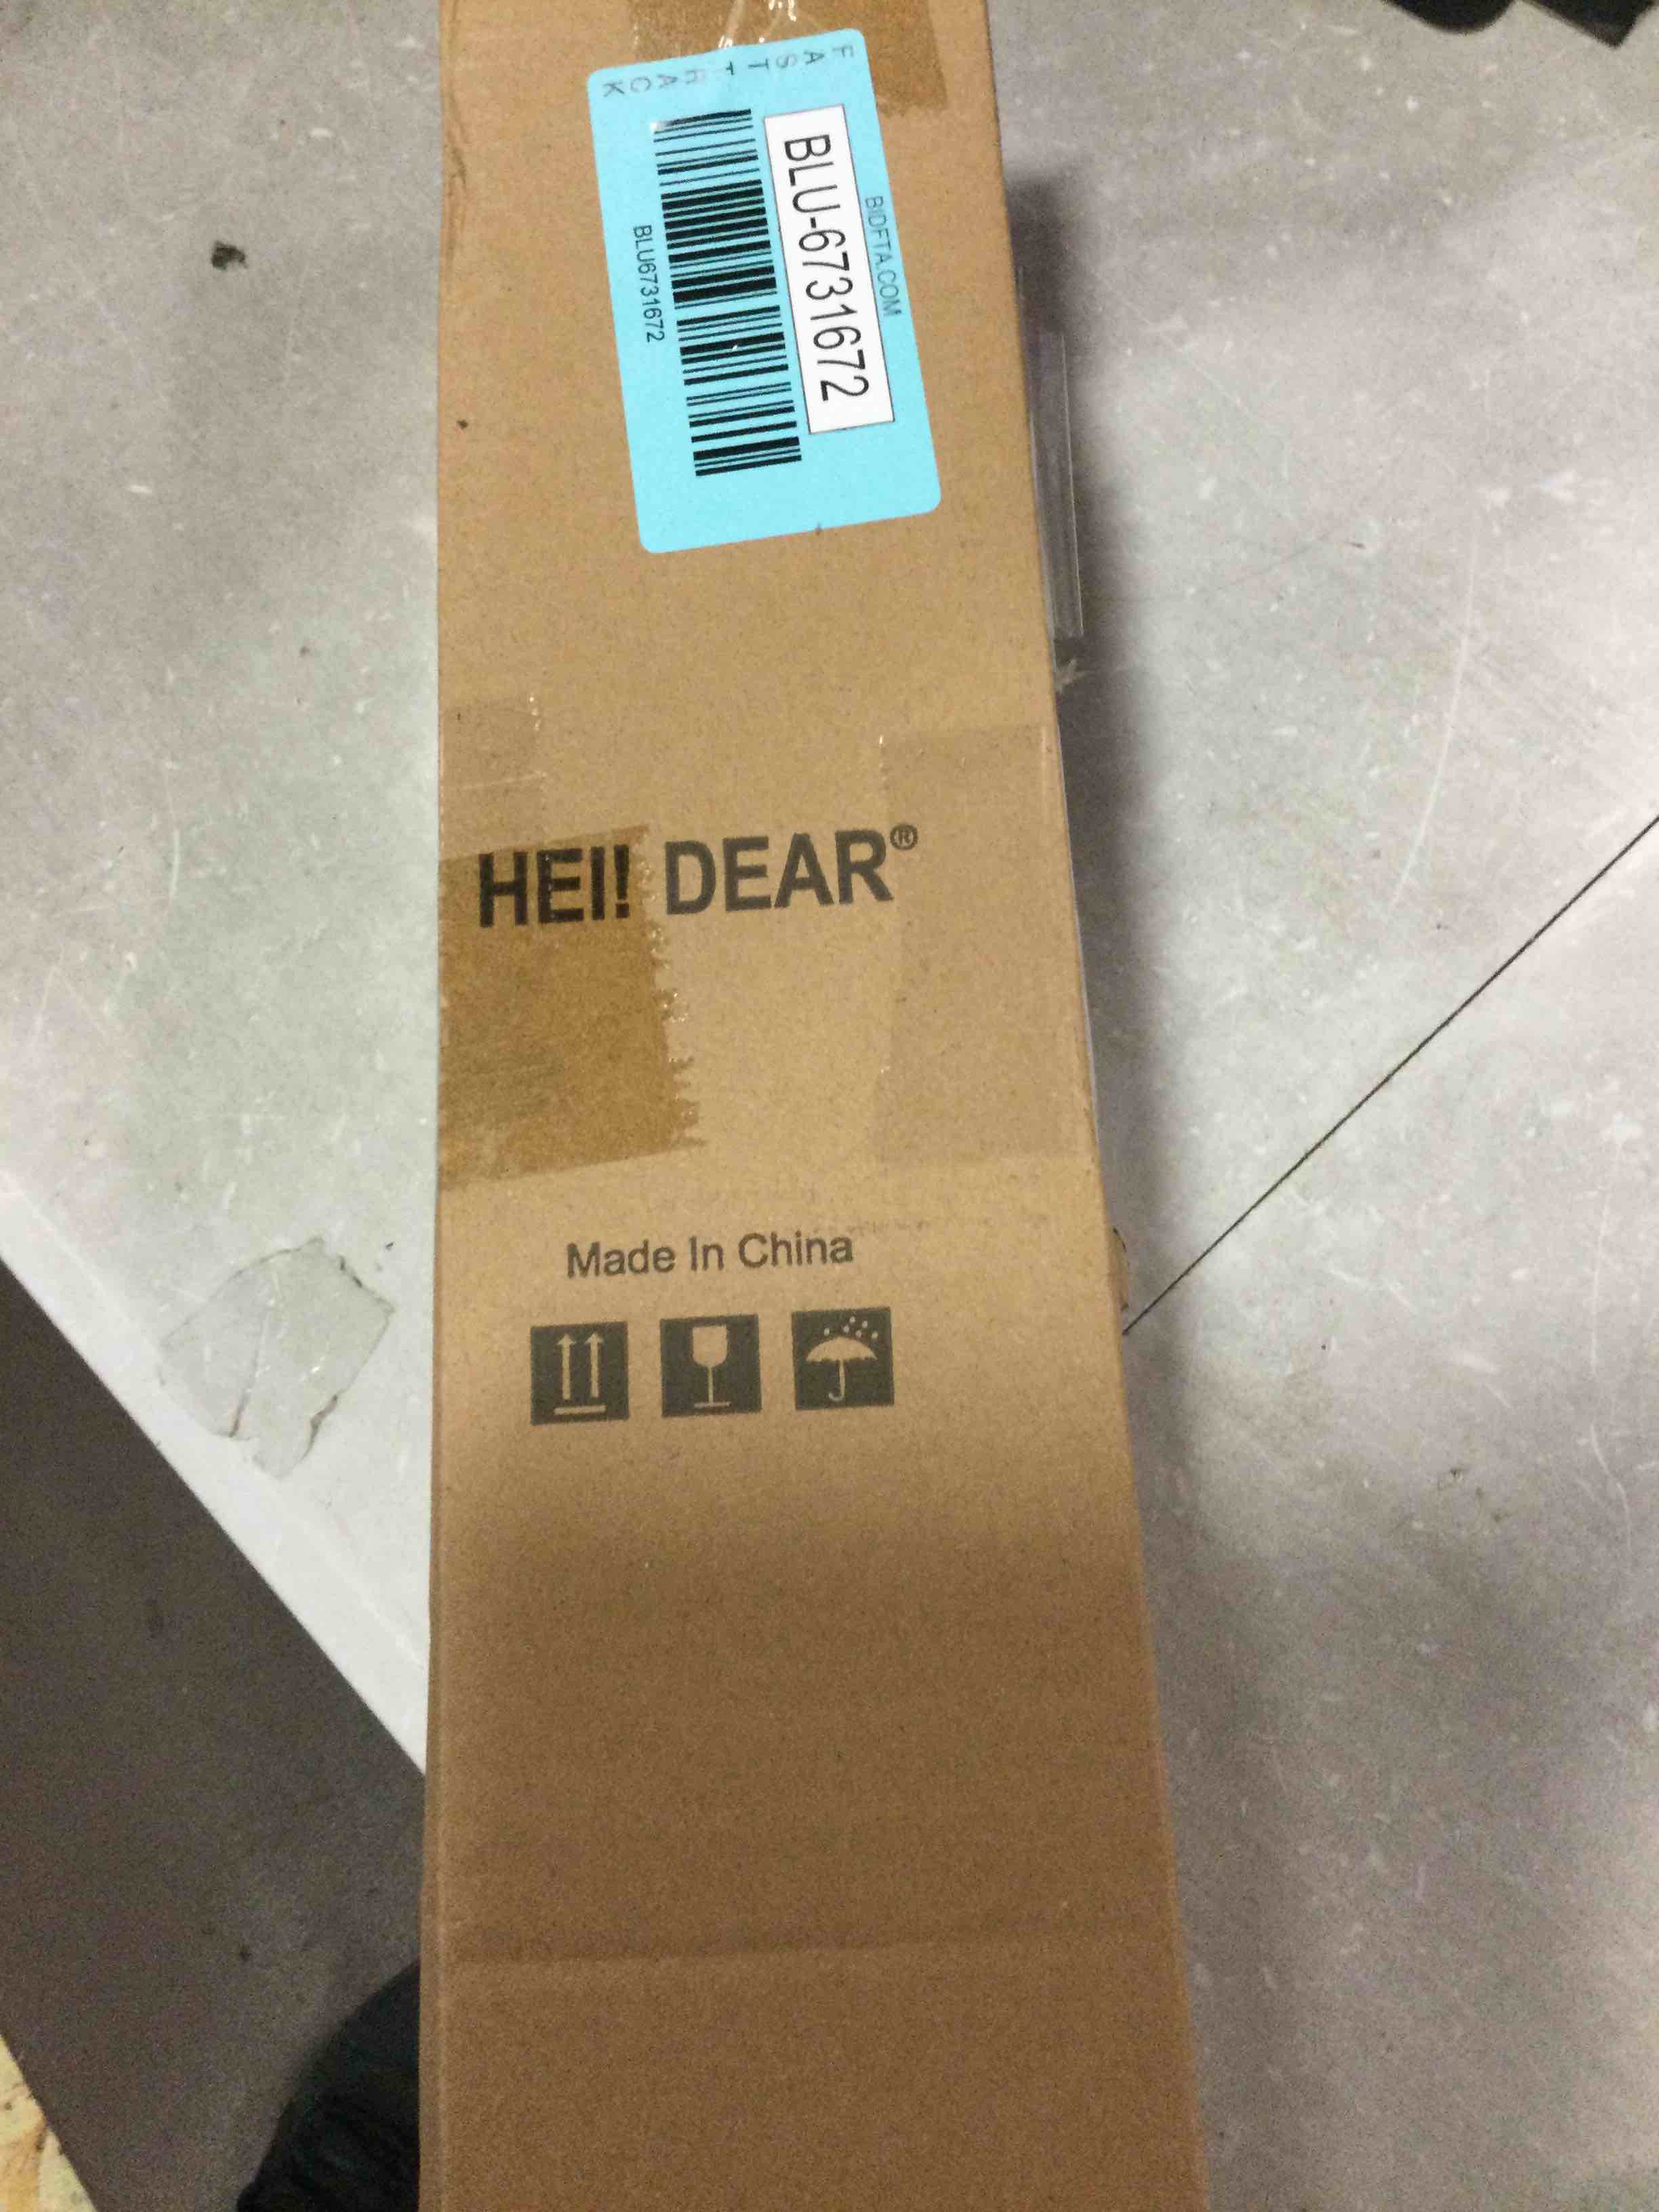 FAST TRACK
BIDFTA.COM
BLU-6731672
BLU6731672
HEI! DEAR®
Made In China